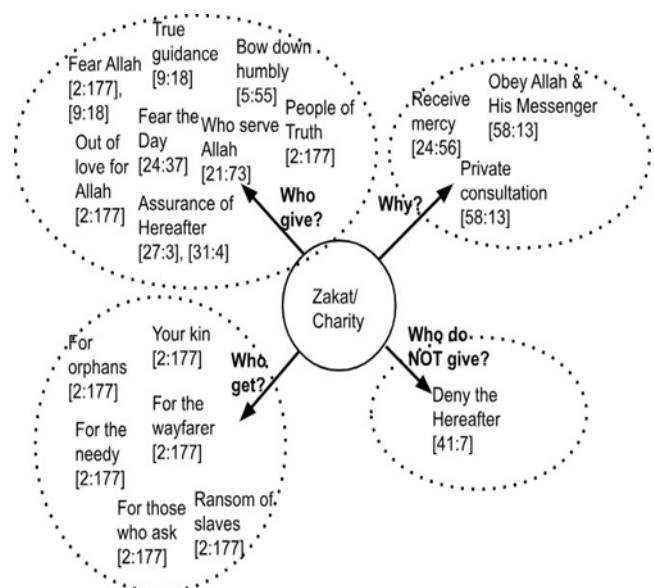 True
guidance
[9:18]
Fear Allah
[2:177],
[9:18]
Bow down
humbly
[5:55]
Out of
love for
Allah
[2:177]
Fear the
Day
[24:37]
Who serve
Allah
[21:73]
People of
Truth
[2:177]
Assurance of
Hereafter
[27:3], [31:4]
Who
give?
Receive
mercy
[24:56]
Obey Allah &
His Messenger
[58:13]
Private
consultation
[58:13]
Why?
Zakat/
Charity
For
orphans
[2:177]
Your kin
[2:177]
Who
get?
For the
needy
[2:177]
For the
wayfarer
[2:177]
For those
who ask
[2:177]
Ransom of
slaves
[2:177]
Who do
NOT give?
Deny the
Hereafter
[41:7]